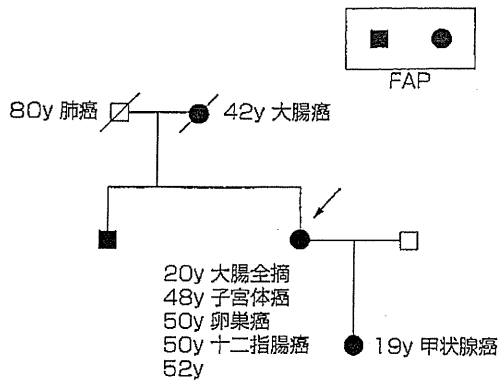 FAP
80y 肺癌
42y 大腸癌
20y 大腸全摘
48y 子宮体癌
50y 卵巣癌
50y 十二指腸癌
52y
19y 甲状腺癌